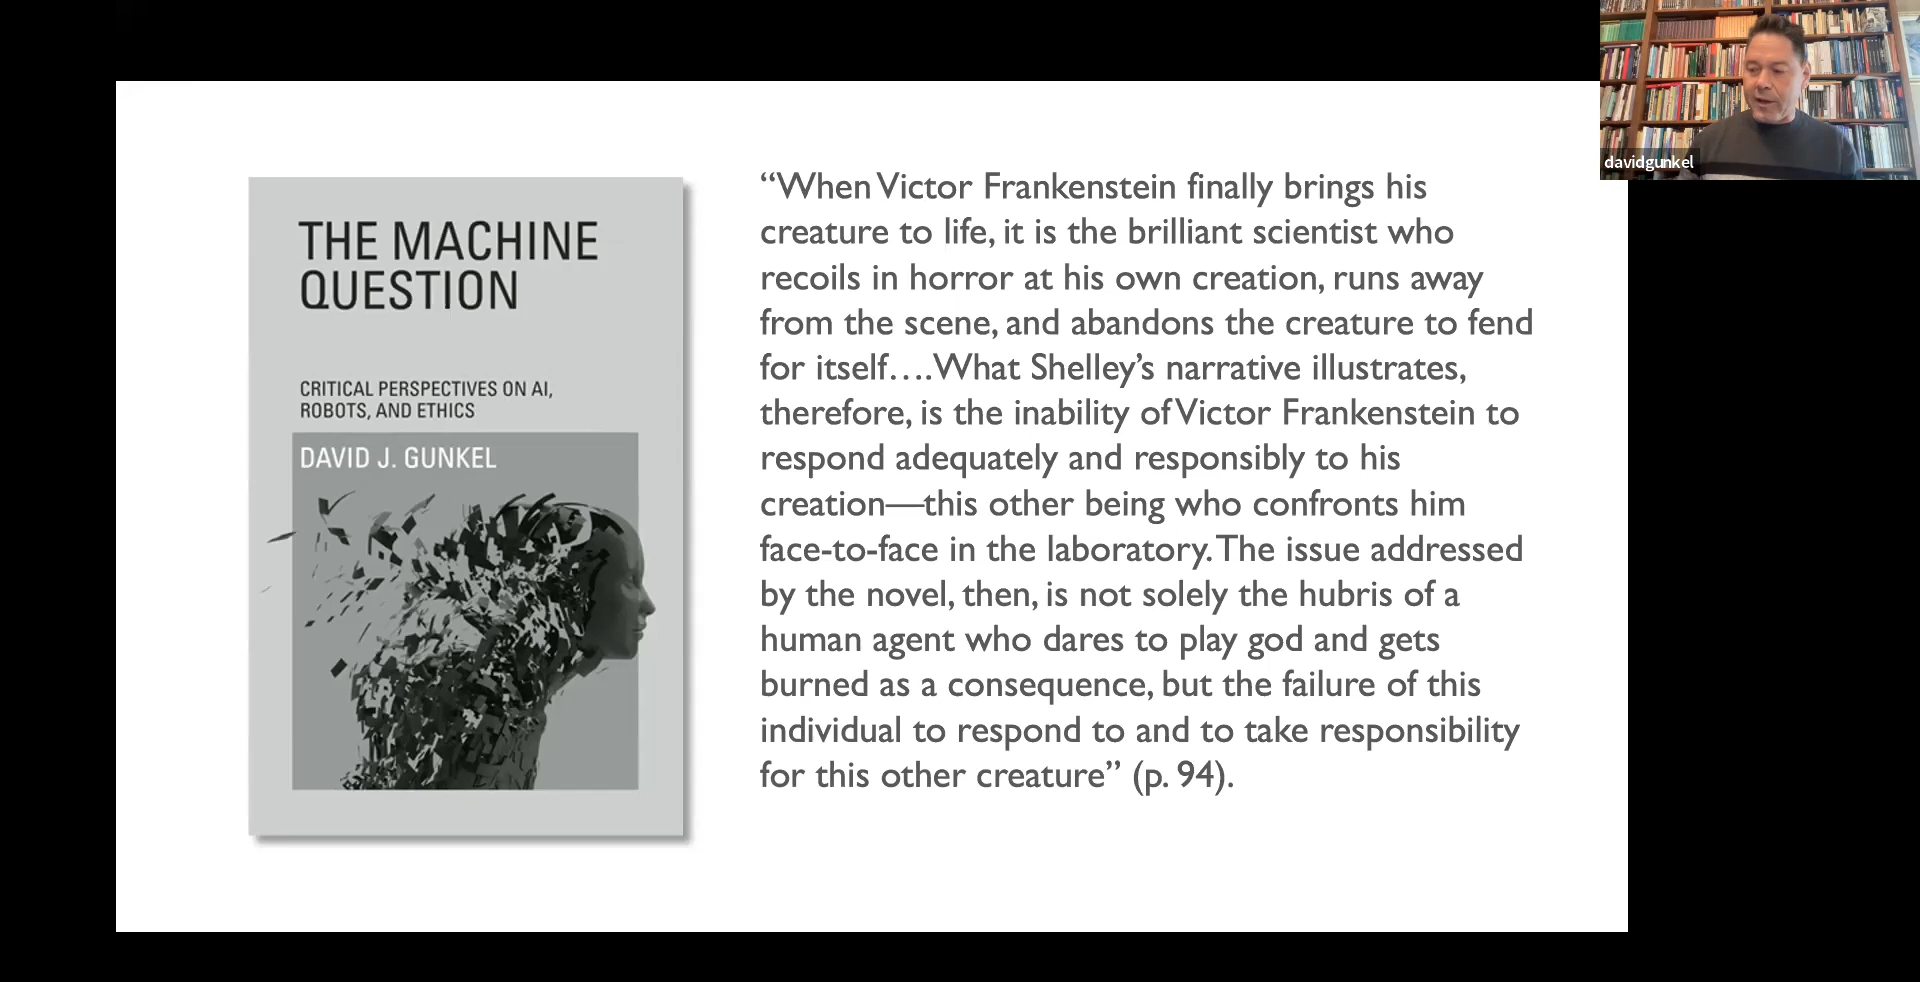 THE MACHINE
QUESTION
CRITICAL PERSPECTIVES ON AI,
ROBOTS, AND ETHICS
DAVID J. GUNKEL
“When Victor Frankenstein finally brings his
creature to life, it is the brilliant scientist who
recoils in horror at his own creation, runs away
from the scene, and abandons the creature to fend
for itself….What Shelley’s narrative illustrates,
therefore, is the inability of Victor Frankenstein to
respond adequately and responsibly to his
creation—this other being who confronts him
face-to-face in the laboratory. The issue addressed
by the novel, then, is not solely the hubris of a
human agent who dares to play god and gets
burned as a consequence, but the failure of this
individual to respond to and to take responsibility
for this other creature” (p. 94).
davidgunkel